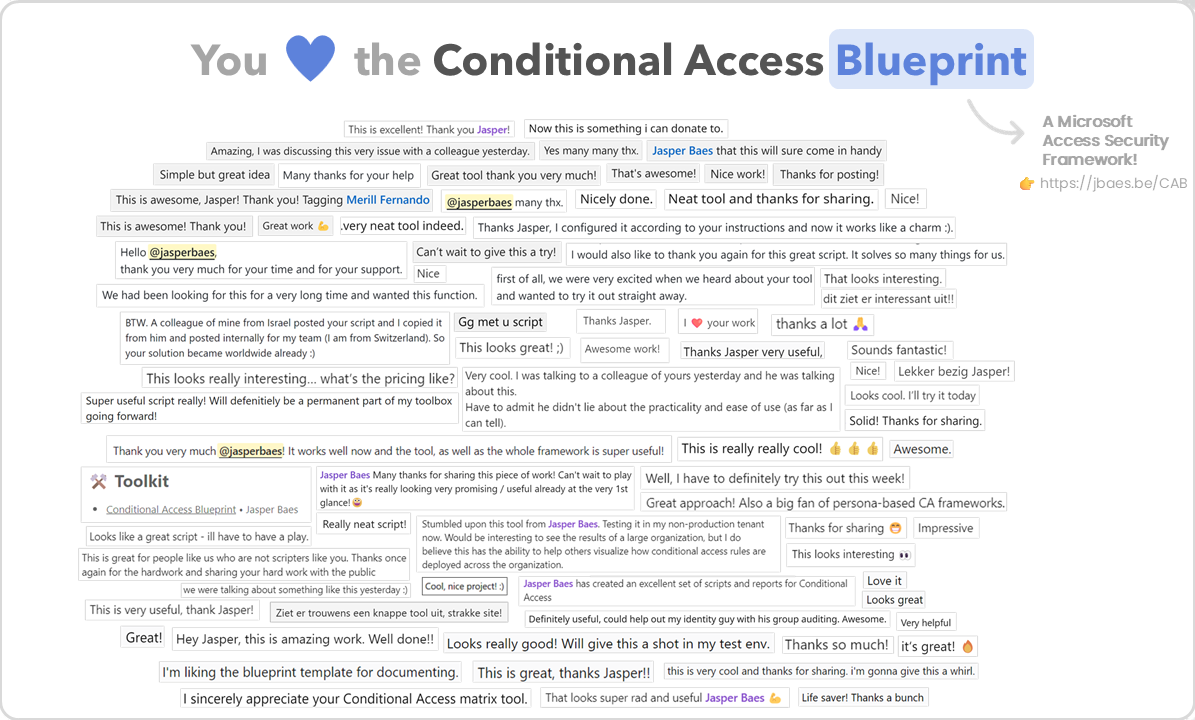 You 💙 the Conditional Access Blueprint
A Microsoft
Access Security
Framework!
👉 https://jbaes.be/CAB
This is excellent! Thank you Jasper!
Now this is something i can donate to.
Amazing, I was discussing this very issue with a colleague yesterday.
Yes many many thx.
Jasper Baes that this will sure come in handy
Simple but great idea
Many thanks for your help
Great tool thank you very much!
That's awesome!
Nice work!
Thanks for posting!
This is awesome, Jasper! Thank you! Tagging Merill Fernando
@jasperbaes many thx.
Nicely done.
Neat tool and thanks for sharing.
Nice!
This is awesome! Thank you!
Great work 💪
.very neat tool indeed.
Thanks Jasper, I configured it according to your instructions and now it works like a charm :).
Hello @jasperbaes,
thank you very much for your time and for your support.
Can't wait to give this a try!
I would also like to thank you again for this great script. It solves so many things for us.
Nice
We had been looking for this for a very long time and wanted this function.
first of all, we were very excited when we heard about your tool
and wanted to try it out straight away.
That looks interesting.
dit ziet er interessant uit!!
BTW. A colleague of mine from Israel posted your script and I copied it
from him and posted internally for my team (I am from Switzerland). So
your solution became worldwide already :)
Gg met u script
Thanks Jasper.
I ❤️ your work
thanks a lot 🙏
This looks great! ;)
Awesome work!
Thanks Jasper very useful,
Sounds fantastic!
This looks really interesting... what's the pricing like?
Very cool. I was talking to a colleague of yours yesterday and he was talking
about this.
Have to admit he didn't lie about the practicality and ease of use (as far as I
can tell).
Nice!
Lekker bezig Jasper!
Looks cool. I'll try it today
Super useful script really! Will defenitiely be a permanent part of my toolbox
going forward!
Solid! Thanks for sharing.
Thank you very much @jasperbaes! It works well now and the tool, as well as the whole framework is super useful!
This is really really cool! 👍 👍 👍
Awesome.
🛠️ Toolkit
• Conditional Access Blueprint • Jasper Baes
Jasper Baes Many thanks for sharing this piece of work! Can't wait to play
with it as it's really looking very promising / useful already at the very 1st
glance! 😀
Well, I have to definitely try this out this week!
Great approach! Also a big fan of persona-based CA frameworks.
Looks like a great script - ill have to have a play.
Really neat script!
Stumbled upon this tool from Jasper Baes. Testing it in my non-production tenant
now. Would be interesting to see the results of a large organization, but I do
believe this has the ability to help others visualize how conditional access rules are
deployed across the organization.
Thanks for sharing 😁
Impressive
This looks interesting 👀
This is great for people like us who are not scripters like you. Thanks once
again for the hardwork and sharing your hard work with the public
we were talking about something like this yesterday :)
Cool, nice project! :)
Jasper Baes has created an excellent set of scripts and reports for Conditional
Access
Love it
Looks great
This is very useful, thank Jasper!
Ziet er trouwens een knappe tool uit, strakke site!
Definitely useful, could help out my identity guy with his group auditing. Awesome.
Very helpful
Great!
Hey Jasper, this is amazing work. Well done!!
Looks really good! Will give this a shot in my test env.
Thanks so much!
it's great! 🔥
I'm liking the blueprint template for documenting.
This is great, thanks Jasper!!
this is very cool and thanks for sharing. i'm gonna give this a whirl.
I sincerely appreciate your Conditional Access matrix tool.
That looks super rad and useful Jasper Baes 💪
Life saver! Thanks a bunch